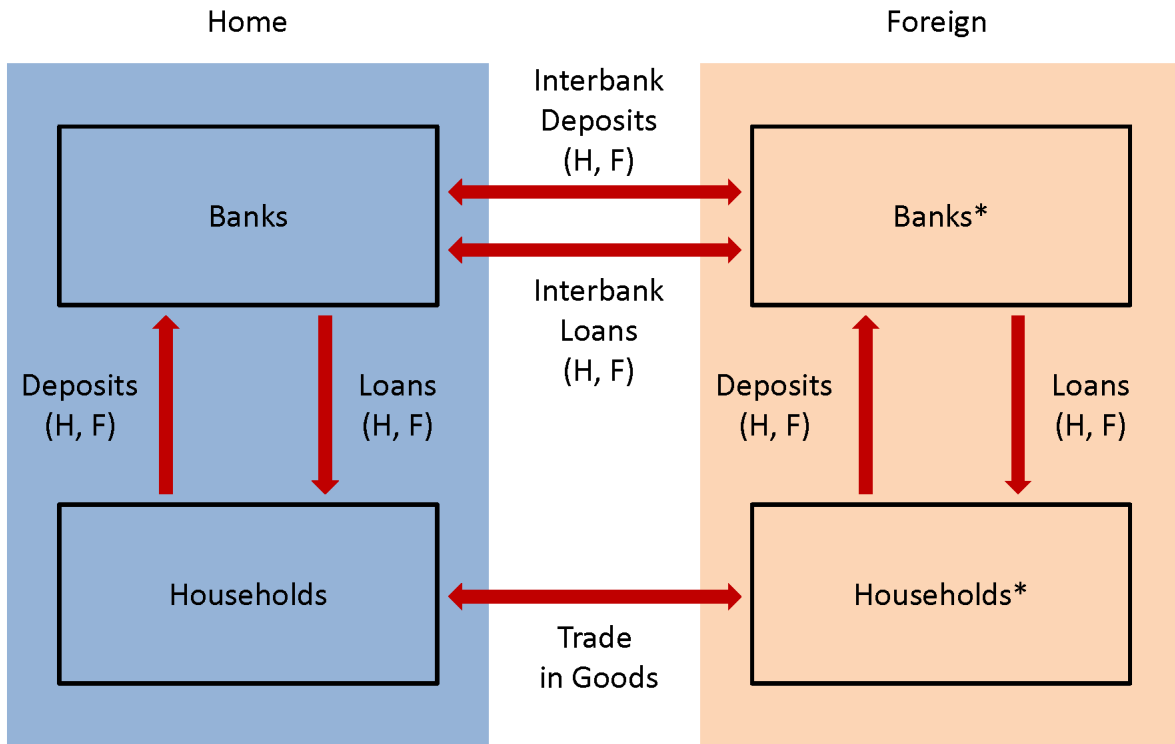 Home
Foreign
Interbank
Deposits
(H, F)
Banks
Banks*
Interbank
Loans
(H, F)
Deposits
(H, F)
Loans
(H, F)
Deposits
(H, F)
Loans
(H, F)
Households
Households*
Trade
in Goods